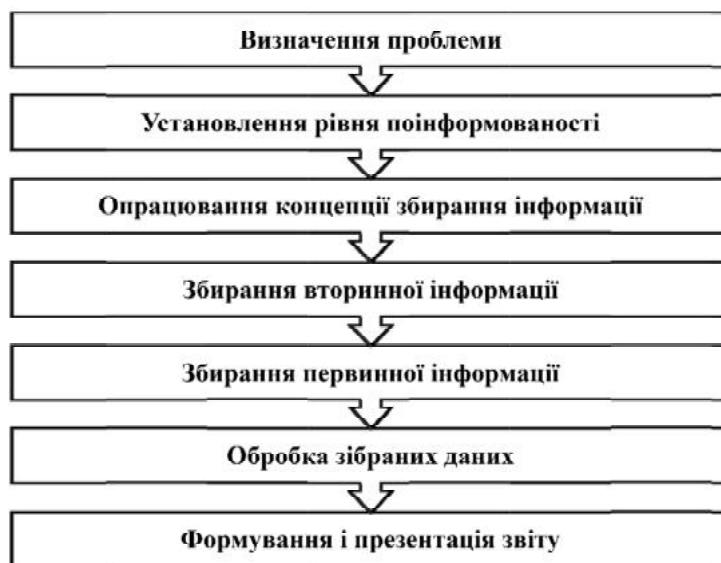 Визначення проблеми
Установлення рівня поінформованості
Опрацювання концепції збирання інформації
Збирання вторинної інформації
Збирання первинної інформації
Обробка зібраних даних
Формування і презентація звіту